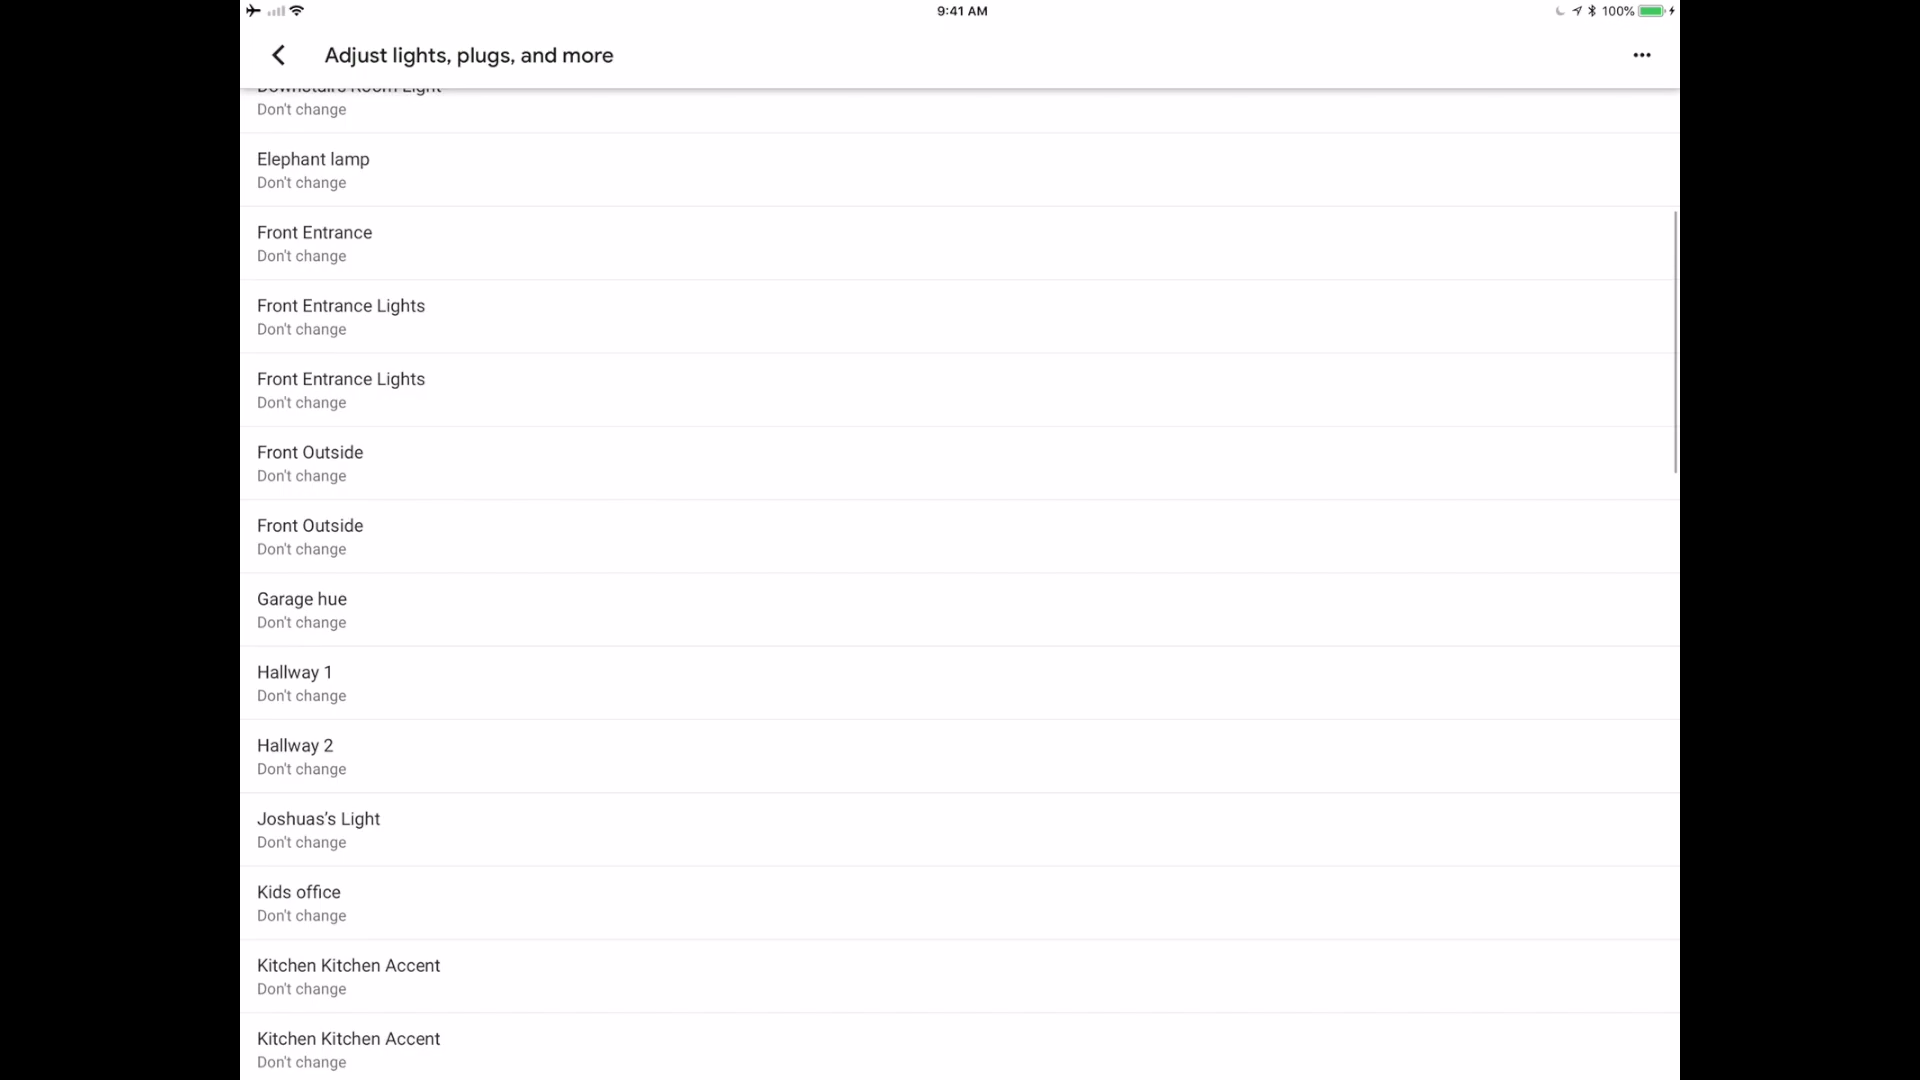 9:41 AM
100%
Adjust lights, plugs, and more
Downstairs Room Light
Don't change
Elephant lamp
Don't change
Front Entrance
Don't change
Front Entrance Lights
Don't change
Front Entrance Lights
Don't change
Front Outside
Don't change
Front Outside
Don't change
Garage hue
Don't change
Hallway 1
Don't change
Hallway 2
Don't change
Joshuas’s Light
Don't change
Kids office
Don't change
Kitchen Kitchen Accent
Don't change
Kitchen Kitchen Accent
Don't change